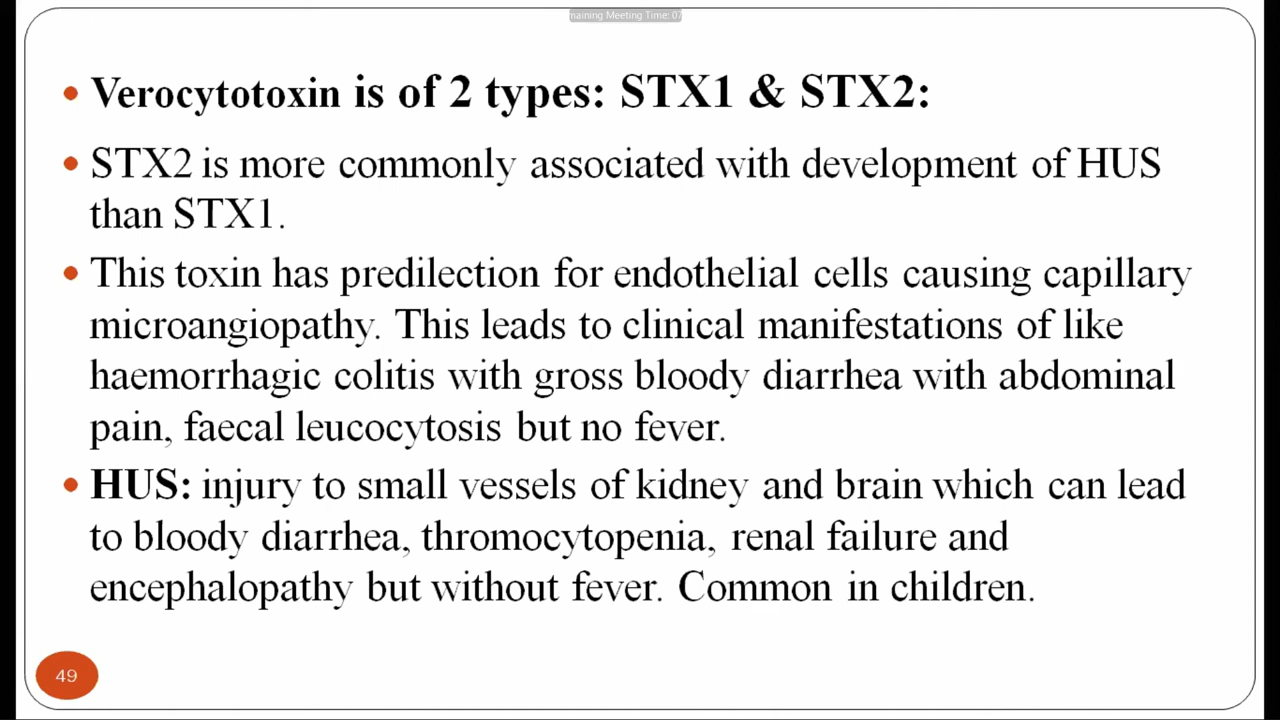 maining Meeting Time: 07
• Verocytotoxin is of 2 types: STX1 & STX2:
• STX2 is more commonly associated with development of HUS
than STX1.
• This toxin has predilection for endothelial cells causing capillary
microangiopathy. This leads to clinical manifestations of like
haemorrhagic colitis with gross bloody diarrhea with abdominal
pain, faecal leucocytosis but no fever.
• HUS: injury to small vessels of kidney and brain which can lead
to bloody diarrhea, thromocytopenia, renal failure and
encephalopathy but without fever. Common in children.
49